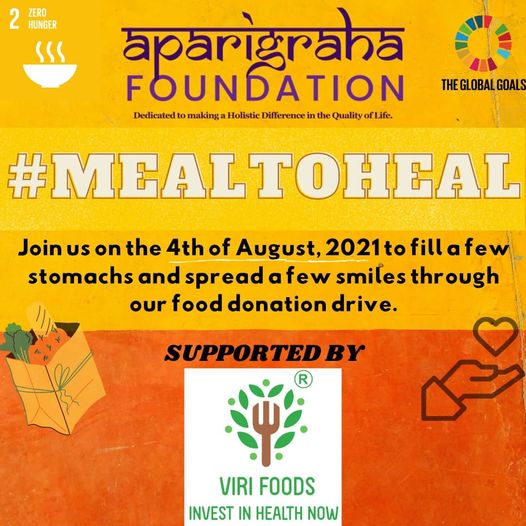 2 ZERO
HUNGER
aparigraha
FOUNDATION
Dedicated to making a Holistic Difference in the Quality of Life.
THE GLOBAL GOALS
#MEALTOHEAL
Join us on the 4th of August, 2021 to fill a few
stomachs and spread a few smiles through
our food donation drive.
SUPPORTED BY
®
VIRI FOODS
INVEST IN HEALTH NOW